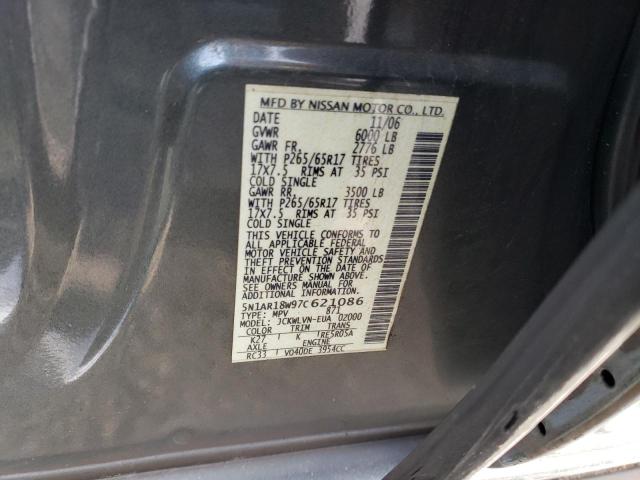 MFD BY NISSAN MOTOR CO., LTD.
DATE 11/06
GVWR 6000 LB
GAWR FR. 2776 LB
WITH P265/65R17 TIRES
17X7.5 RIMS AT 35 PSI
COLD SINGLE
GAWR RR. 3500 LB
WITH P265/65R17 TIRES
17X7.5 RIMS AT 35 PSI
COLD SINGLE
THIS VEHICLE CONFORMS TO
ALL APPLICABLE FEDERAL
MOTOR VEHICLE SAFETY AND
THEFT PREVENTION STANDARDS
IN EFFECT ON THE DATE OF
MANUFACTURE SHOWN ABOVE.
SEE OWNERS MANUAL FOR
ADDITIONAL INFORMATION.
5N1AR18W97C621086
TYPE: MPV 871
MODEL: JCKWLVN-EUA 02000
COLOR TRIM TRANS
K27 K RE5R05A
AXLE ENGINE
RC33 VQ40DE 3954CC